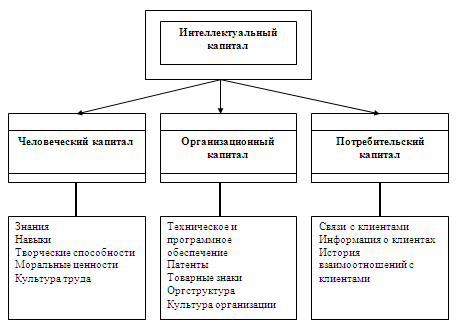 Интеллектуальный
капитал
Человеческий капитал
Организационный
капитал
Потребительский
капитал
Знания
Навыки
Творческие способности
Моральные ценности
Культура труда
Техническое и
программное
обеспечение
Патенты
Товарные знаки
Оргструктура
Культура организации
Связи с клиентами
Информация о клиентах
История
взаимоотношений с
клиентами